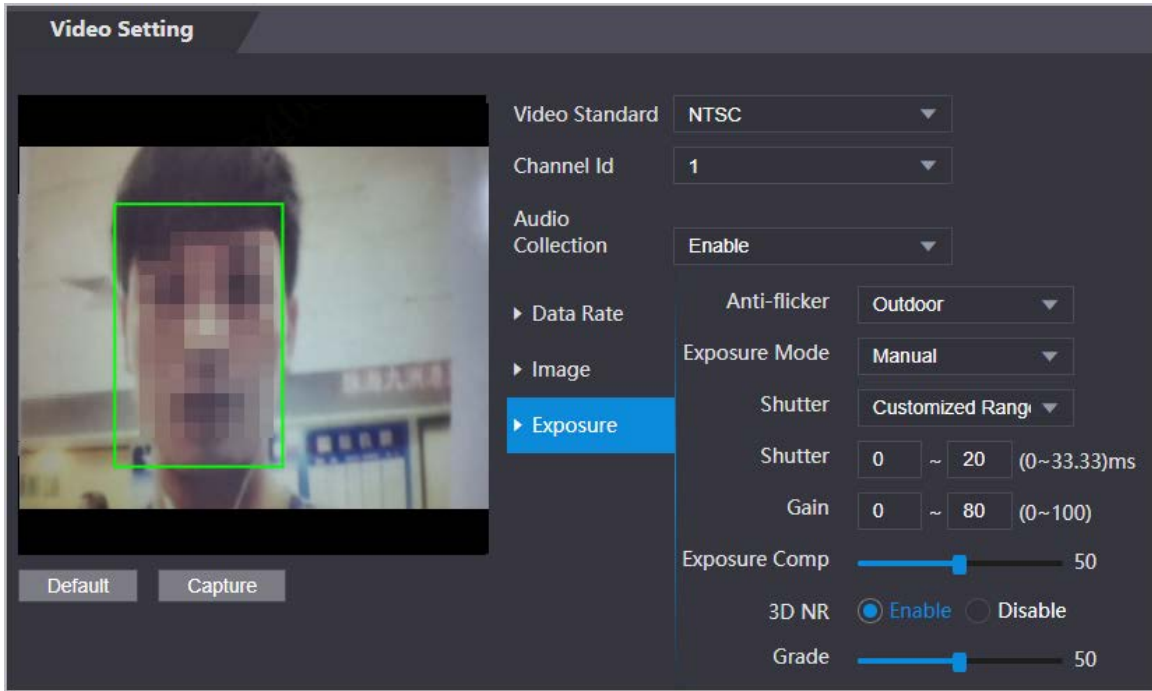 Video Setting
Video Standard NTSC
Channel Id 1
Audio
Collection Enable
Data Rate
Image
Exposure
Anti-flicker Outdoor
Exposure Mode Manual
Shutter Customized Rang
Shutter 0 ~ 20 (0~33.33)ms
Gain 0 ~ 80 (0~100)
Exposure Comp 50
3D NR Enable Disable
Grade 50
Default Capture